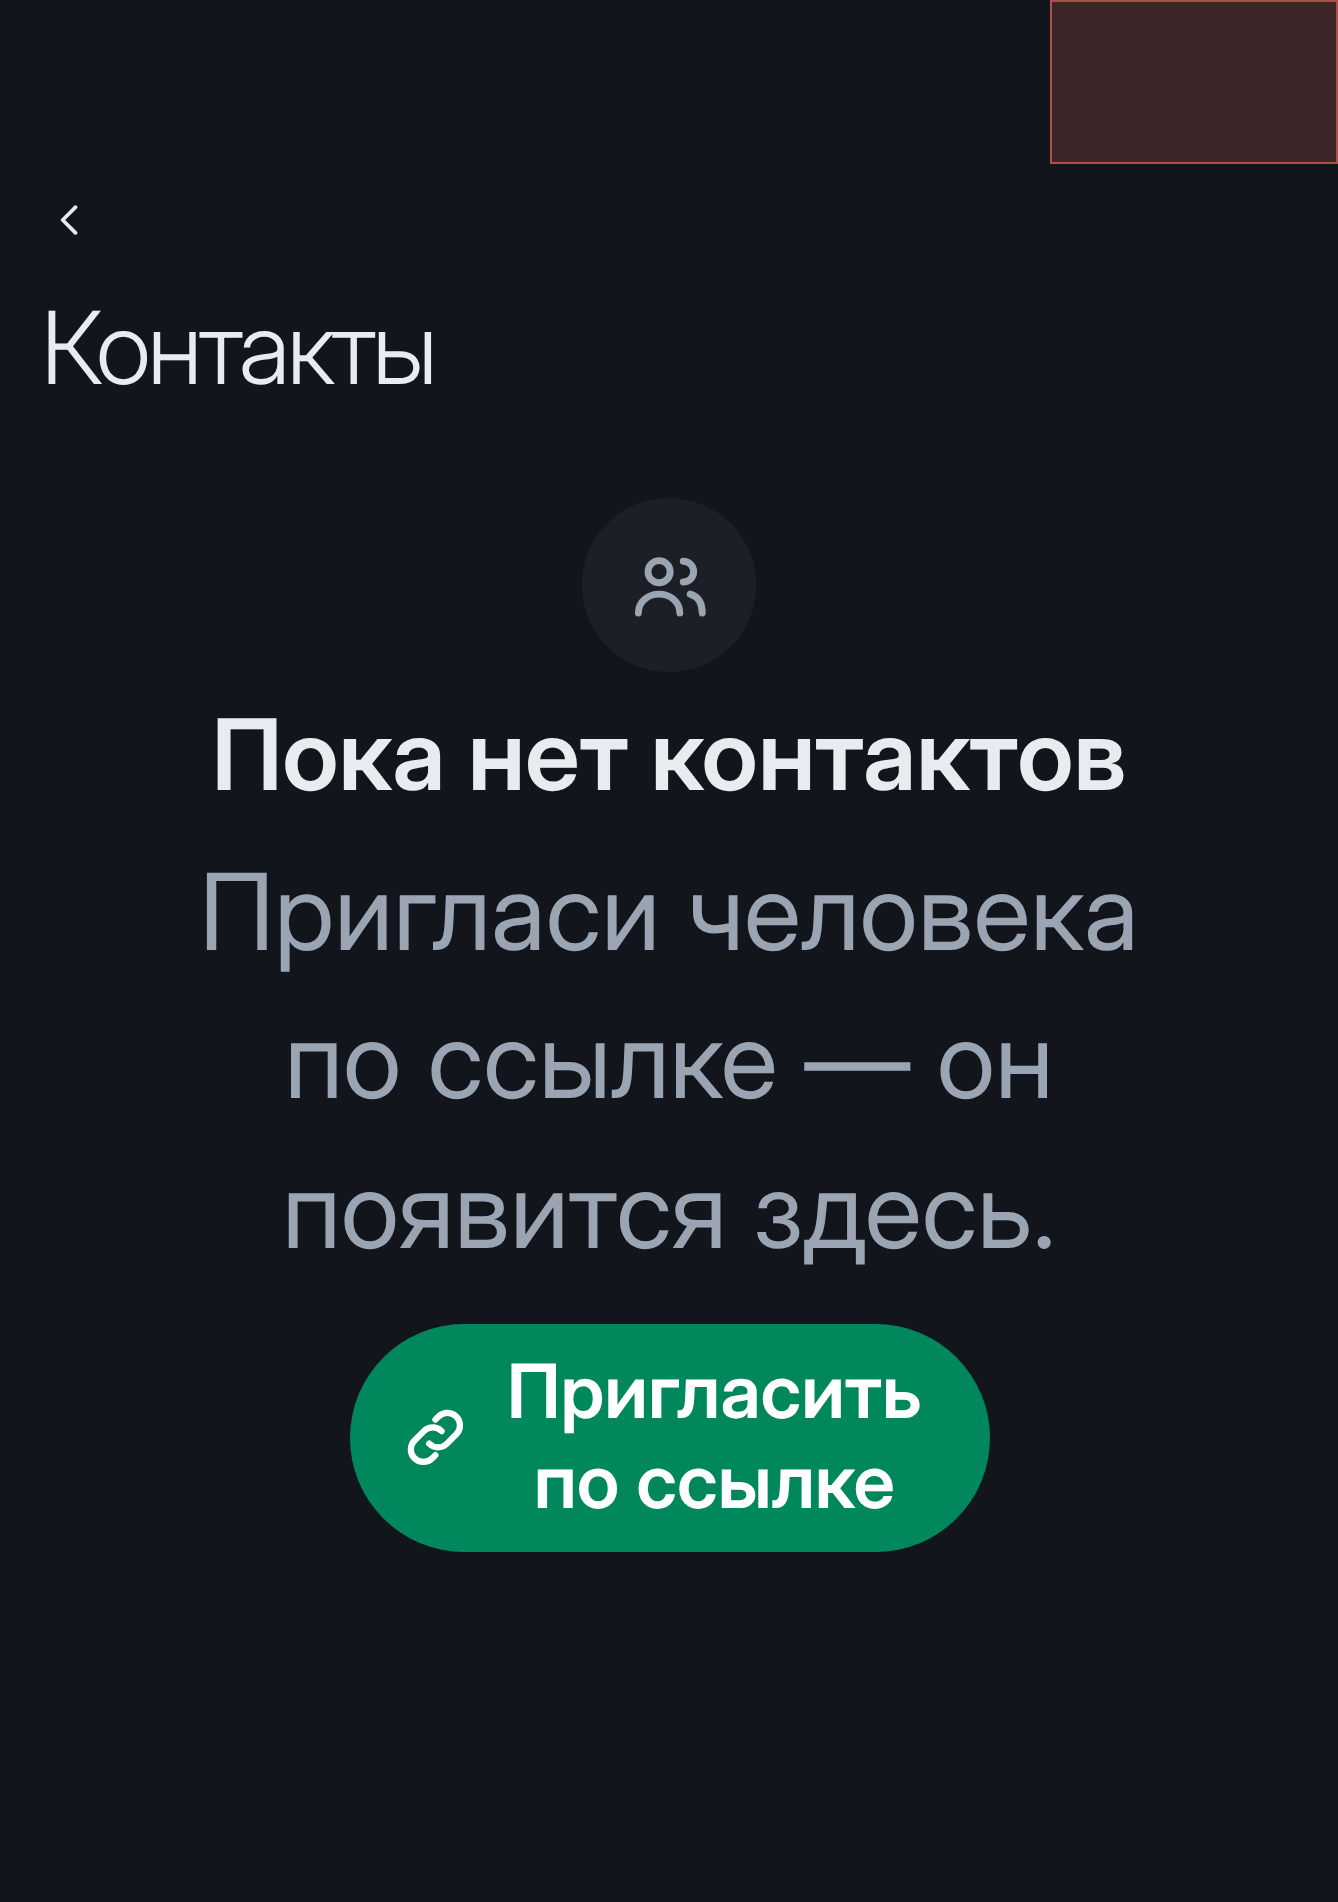 Контакты
Пока нет контактов
Пригласи человека
по ссылке — он
появится здесь.
Пригласить
по ссылке